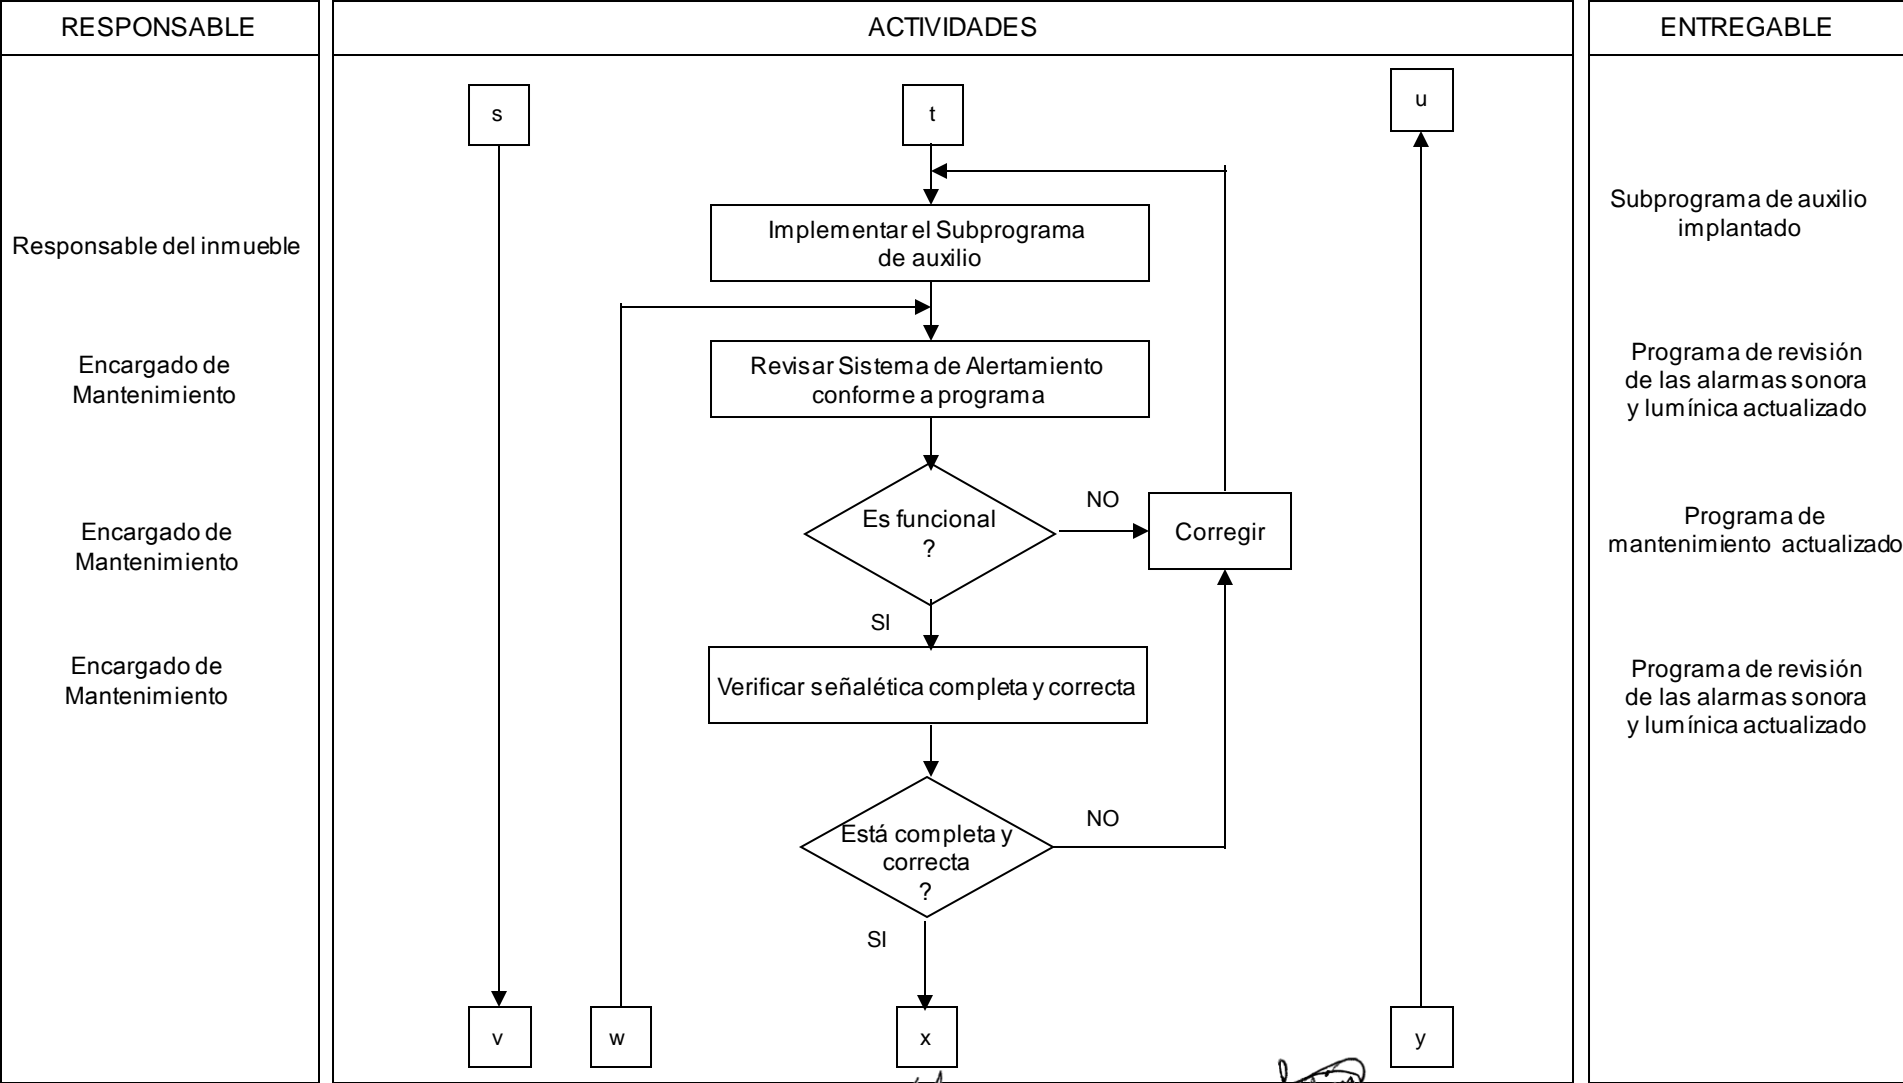 RESPONSABLE
ACTIVIDADES
ENTREGABLE
s
t
u
Responsable del inmueble
Implementar el Subprograma
de auxilio
Subprograma de auxilio
implantado
Encargado de
Mantenimiento
Revisar Sistema de Alertamiento
conforme a programa
Programa de revisión
de las alarmas sonora
y lumínica actualizado
Encargado de
Mantenimiento
Es funcional
?
NO
Corregir
Programa de
mantenimiento actualizado
SI
Encargado de
Mantenimiento
Verificar señalética completa y correcta
Programa de revisión
de las alarmas sonora
y lumínica actualizado
Está completa y
correcta
?
NO
SI
v
w
x
y